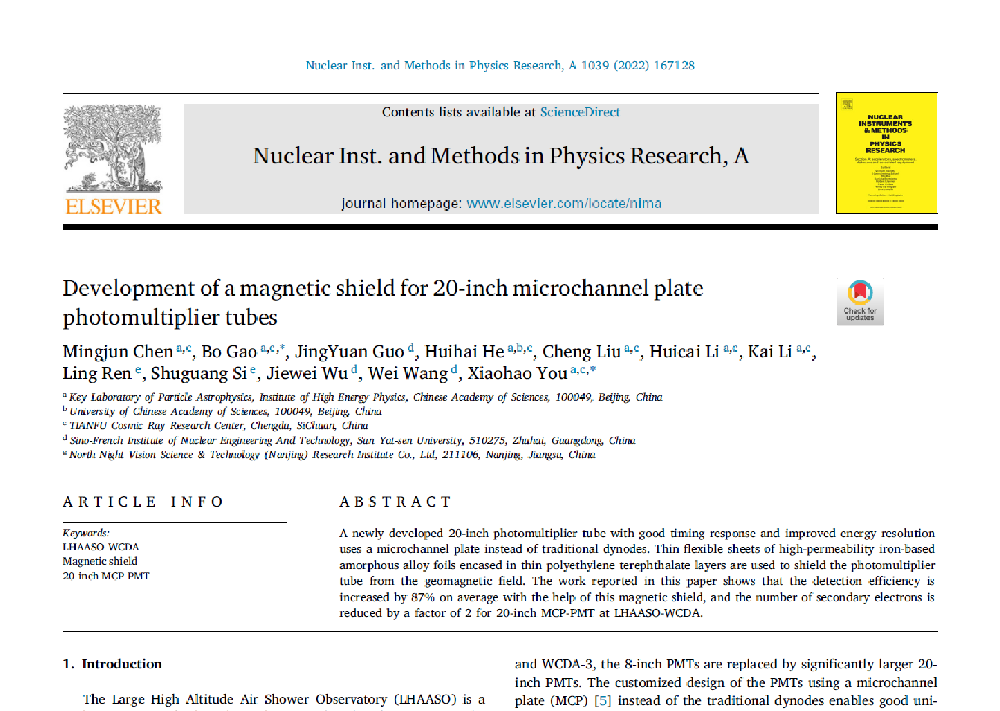 Nuclear Inst. and Methods in Physics Research, A 1039 (2022) 167128
Contents lists available at ScienceDirect
Nuclear Inst. and Methods in Physics Research, A
journal homepage: www.elsevier.com/locate/nima
ELSEVIER
NUCLEAR
INSTRUMENTS
& METHODS
IN
PHYSICS
RESEARCH
Development of a magnetic shield for 20-inch microchannel plate
photomultiplier tubes
Check for
updates
Mingjun Chen a,c, Bo Gao a,c,*, JingYuan Guo d, Huihai He a,b,c, Cheng Liu a,c, Huicai Li a,c, Kai Li a,c,
Ling Ren e, Shuguang Si e, Jiewei Wu d, Wei Wang d, Xiaohao You a,c,*
a Key Laboratory of Particle Astrophysics, Institute of High Energy Physics, Chinese Academy of Sciences, 100049, Beijing, China
b University of Chinese Academy of Sciences, 100049, Beijing, China
c TIANFU Cosmic Ray Research Center, Chengdu, SiChuan, China
d Sino-French Institute of Nuclear Engineering And Technology, Sun Yat-sen University, 510275, Zhuhai, Guangdong, China
e North Night Vision Science & Technology (Nanjing) Research Institute Co., Ltd, 211106, Nanjing, Jiangsu, China
ARTICLE INFO
Keywords:
LHAASO-WCDA
Magnetic shield
20-inch MCP-PMT
ABSTRACT
A newly developed 20-inch photomultiplier tube with good timing response and improved energy resolution
uses a microchannel plate instead of traditional dynodes. Thin flexible sheets of high-permeability iron-based
amorphous alloy foils encased in thin polyethylene terephthalate layers are used to shield the photomultiplier
tube from the geomagnetic field. The work reported in this paper shows that the detection efficiency is
increased by 87% on average with the help of this magnetic shield, and the number of secondary electrons is
reduced by a factor of 2 for 20-inch MCP-PMT at LHAASO-WCDA.
1. Introduction
The Large High Altitude Air Shower Observatory (LHAASO) is a
and WCDA-3, the 8-inch PMTs are replaced by significantly larger 20-
inch PMTs. The customized design of the PMTs using a microchannel
plate (MCP) [5] instead of the traditional dynodes enables good uni-